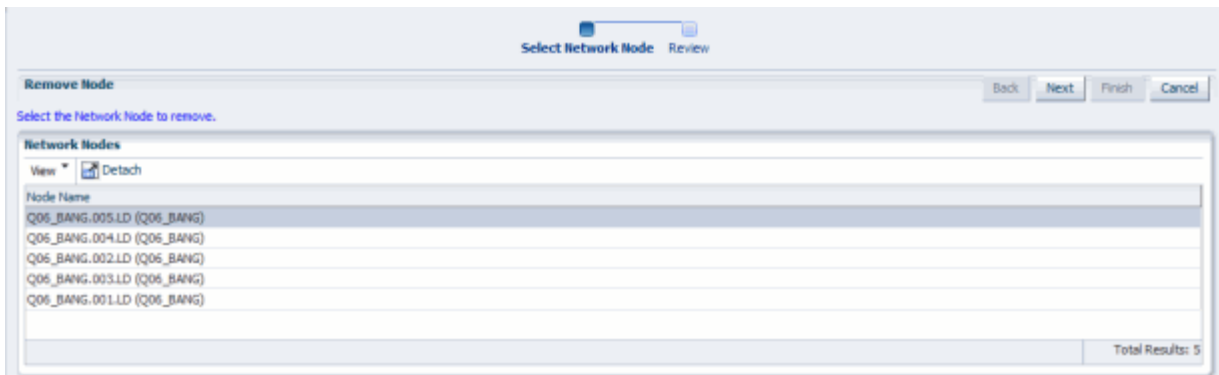 Select Network Node Review
Remove Node Back Next Finish Cancel
Select the Network Node to remove.
Network Nodes
View Detach
Node Name
Q06_BANG.005.LD (Q06_BANG)
Q06_BANG.004.LD (Q06_BANG)
Q06_BANG.002.LD (Q06_BANG)
Q06_BANG.003.LD (Q06_BANG)
Q06_BANG.001.LD (Q06_BANG)
Total Results: 5